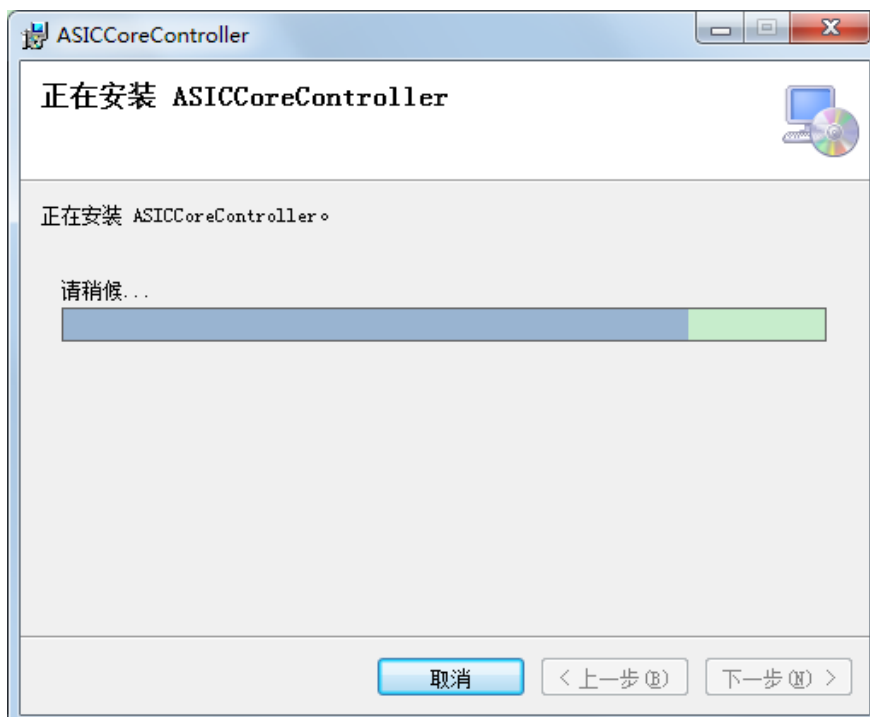 ASICCoreController
正在安装 ASICCoreController
正在安装 ASICCoreController。
请稍候...
取消
< 上一步(B)
下一步(N) >